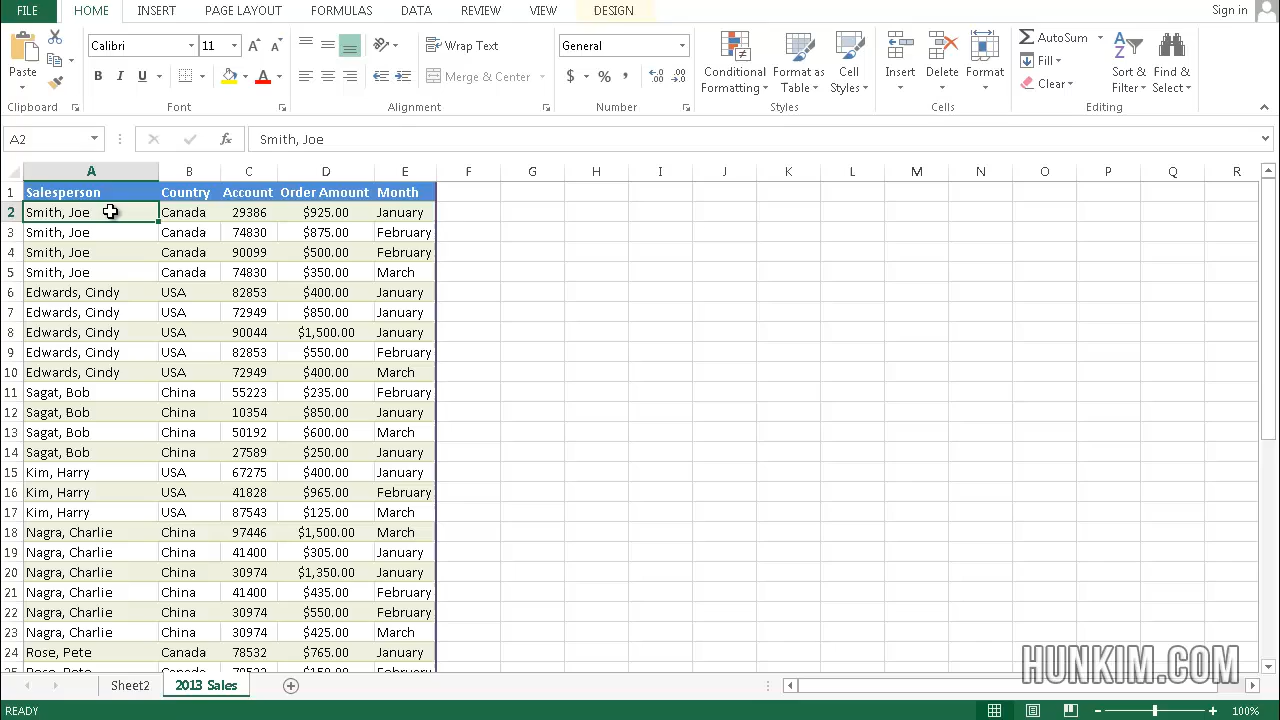 FILE HOME INSERT PAGE LAYOUT FORMULAS DATA REVIEW VIEW DESIGN Sign in
Calibri 11 Wrap Text General AutoSum
Paste Merge & Center $ % , Conditional Formatting Format as Table Cell Styles Insert Delete Format Fill Clear Sort & Filter Find & Select
B I U A
Clipboard Font Alignment Number Styles Cells Editing
A2 fx Smith, Joe
A B C D E F G H I J K L M N O P Q R
1 Salesperson Country Account Order Amount Month
2 Smith, Joe Canada 29386 $925.00 January
3 Smith, Joe Canada 74830 $875.00 February
4 Smith, Joe Canada 90099 $500.00 February
5 Smith, Joe Canada 74830 $350.00 March
6 Edwards, Cindy USA 82853 $400.00 January
7 Edwards, Cindy USA 72949 $850.00 January
8 Edwards, Cindy USA 90044 $1,500.00 January
9 Edwards, Cindy USA 82853 $550.00 February
10 Edwards, Cindy USA 72949 $400.00 March
11 Sagat, Bob China 55223 $235.00 February
12 Sagat, Bob China 10354 $850.00 January
13 Sagat, Bob China 50192 $600.00 March
14 Sagat, Bob China 27589 $250.00 January
15 Kim, Harry USA 67275 $400.00 January
16 Kim, Harry USA 41828 $965.00 February
17 Kim, Harry USA 87543 $125.00 March
18 Nagra, Charlie China 97446 $1,500.00 March
19 Nagra, Charlie China 41400 $305.00 January
20 Nagra, Charlie China 30974 $1,350.00 January
21 Nagra, Charlie China 41400 $435.00 February
22 Nagra, Charlie China 30974 $550.00 February
23 Nagra, Charlie China 30974 $425.00 March
24 Rose, Pete Canada 78532 $765.00 January
HUNKIM.COM
Sheet2 2013 Sales
READY 100%